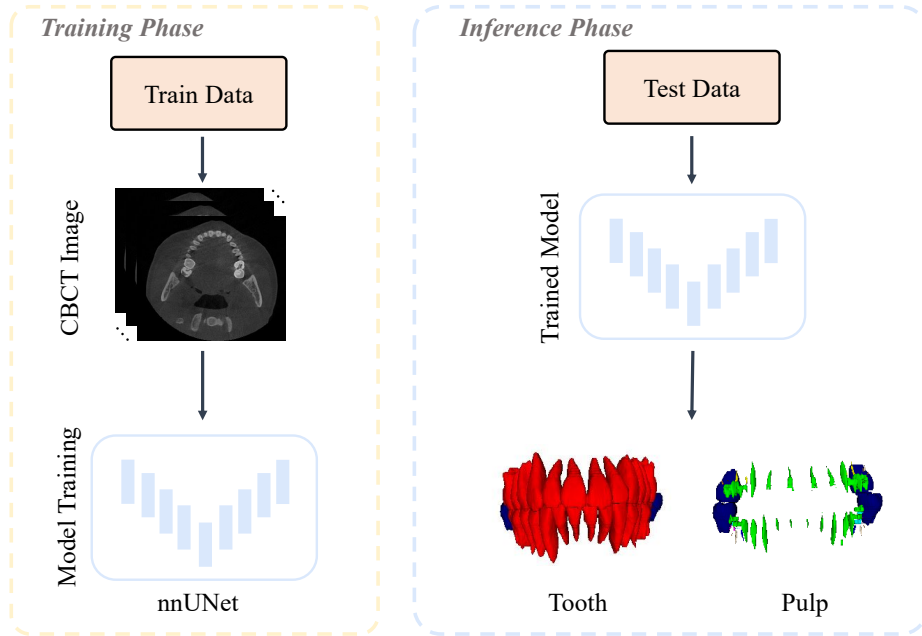 Training Phase
Train Data
CBCT Image
Model Training
nnUNet
Inference Phase
Test Data
Trained Model
Tooth
Pulp